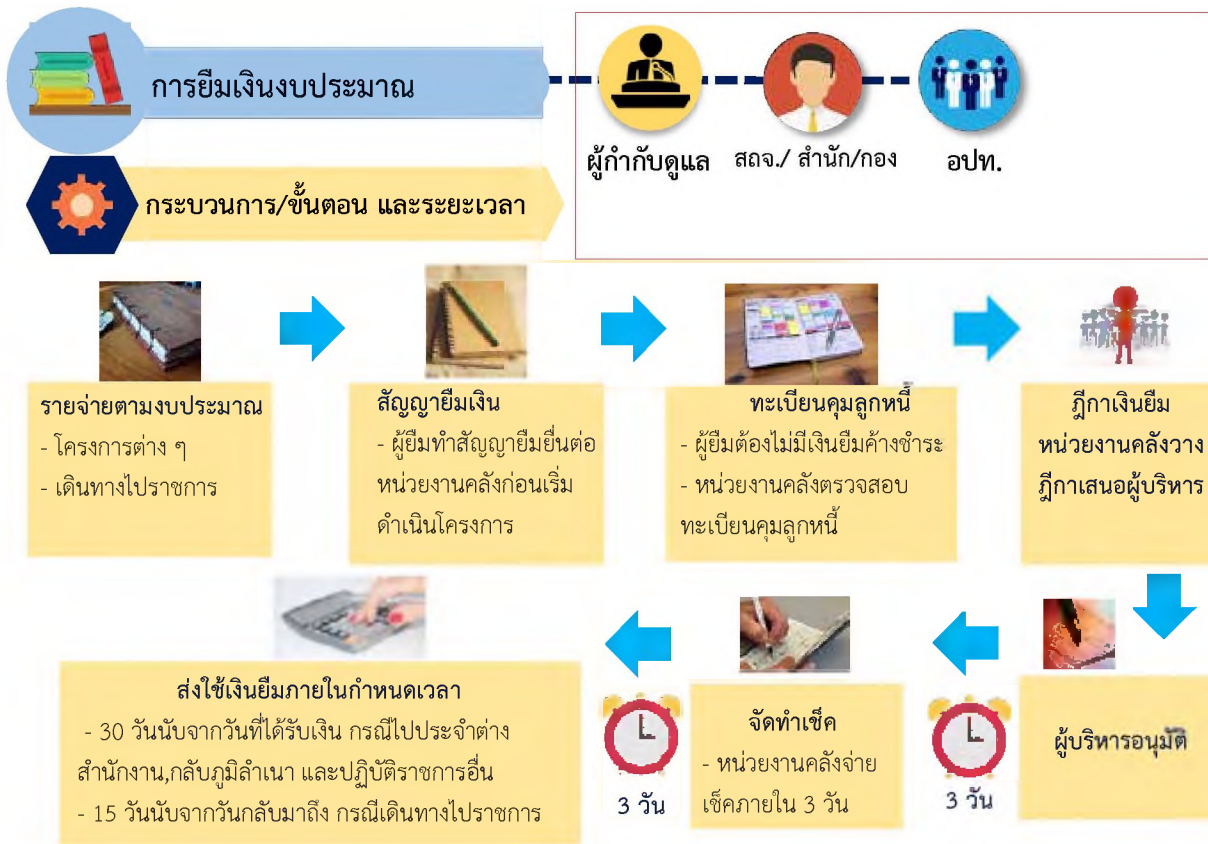 การยืมเงินงบประมาณ
ผู้กำกับดูแล
สถจ./ สำนัก/กอง
อปท.
กระบวนการ/ขั้นตอน และระยะเวลา
รายจ่ายตามงบประมาณ
- โครงการต่าง ๆ
- เดินทางไปราชการ
สัญญายืมเงิน
- ผู้ยืมทำสัญญายืมยื่นต่อ
หน่วยงานคลังก่อนเริ่ม
ดำเนินโครงการ
ทะเบียนคุมลูกหนี้
- ผู้ยืมต้องไม่มีเงินยืมค้างชำระ
- หน่วยงานคลังตรวจสอบ
ทะเบียนคุมลูกหนี้
ฎีกาเงินยืม
หน่วยงานคลังวาง
ฎีกาเสนอผู้บริหาร
ผู้บริหารอนุมัติ
3 วัน
จัดทำเช็ค
- หน่วยงานคลังจ่าย
เช็คภายใน 3 วัน
3 วัน
ส่งใช้เงินยืมภายในกำหนดเวลา
- 30 วันนับจากวันที่ได้รับเงิน กรณีไปประจำต่าง
สำนักงาน,กลับภูมิลำเนา และปฏิบัติราชการอื่น
- 15 วันนับจากวันกลับมาถึง กรณีเดินทางไปราชการ